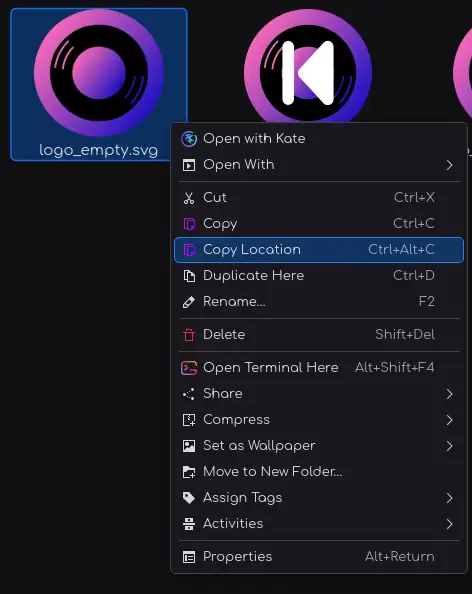 logo_empty.svg
Open with Kate
Open With
Cut Ctrl+X
Copy Ctrl+C
Copy Location Ctrl+Alt+C
Duplicate Here Ctrl+D
Rename... F2
Delete Shift+Del
Open Terminal Here Alt+Shift+F4
Share
Compress
Set as Wallpaper
Move to New Folder...
Assign Tags
Activities
Properties Alt+Return